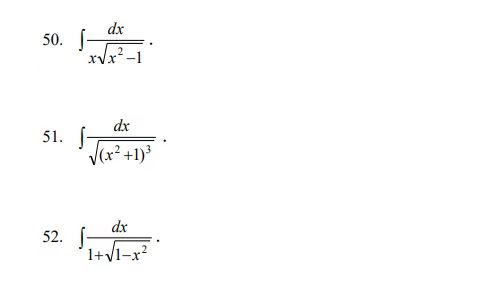 50. ∫ dx / x√x² −1 .
51. ∫ dx / √(x² +1)³ .
52. ∫ dx / 1+√1−x² .